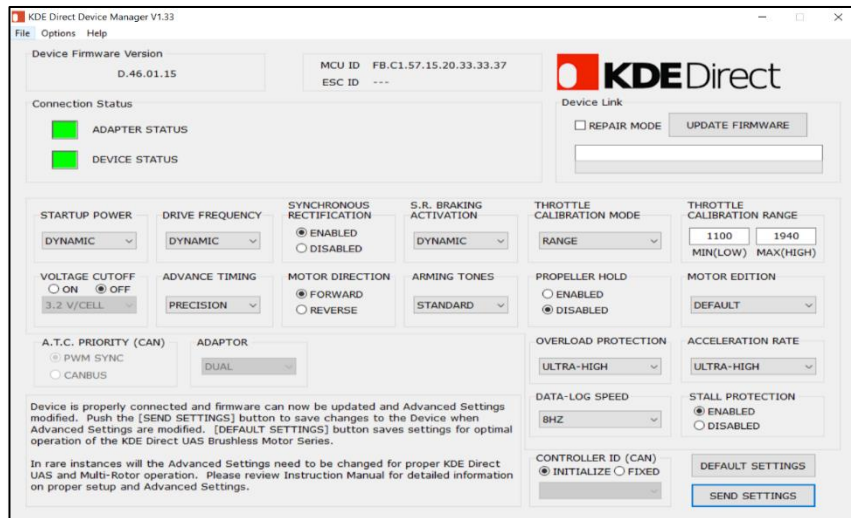 KDE Direct Device Manager V1.33
File Options Help
Device Firmware Version
D.46.01.15
MCU ID FB.C1.57.15.20.33.33.37
ESC ID ---
KDEDirect
Connection Status
ADAPTER STATUS
DEVICE STATUS
Device Link
REPAIR MODE UPDATE FIRMWARE
STARTUP POWER
DYNAMIC
DRIVE FREQUENCY
DYNAMIC
SYNCHRONOUS
RECTIFICATION
ENABLED
DISABLED
S.R. BRAKING
ACTIVATION
DYNAMIC
THROTTLE
CALIBRATION MODE
RANGE
THROTTLE
CALIBRATION RANGE
1100 1940
MIN(LOW) MAX(HIGH)
VOLTAGE CUTOFF
ON OFF
3.2 V/CELL
ADVANCE TIMING
PRECISION
MOTOR DIRECTION
FORWARD
REVERSE
ARMING TONES
STANDARD
PROPELLER HOLD
ENABLED
DISABLED
MOTOR EDITION
DEFAULT
A.T.C. PRIORITY (CAN)
PWM SYNC
CANBUS
ADAPTOR
DUAL
OVERLOAD PROTECTION
ULTRA-HIGH
ACCELERATION RATE
ULTRA-HIGH
Device is properly connected and firmware can now be updated and Advanced Settings
modified. Push the [SEND SETTINGS] button to save changes to the Device when
Advanced Settings are modified. [DEFAULT SETTINGS] button saves settings for optimal
operation of the KDE Direct UAS Brushless Motor Series.
In rare instances will the Advanced Settings need to be changed for proper KDE Direct
UAS and Multi-Rotor operation. Please review Instruction Manual for detailed information
on proper setup and Advanced Settings.
DATA-LOG SPEED
8HZ
STALL PROTECTION
ENABLED
DISABLED
CONTROLLER ID (CAN)
INITIALIZE FIXED
DEFAULT SETTINGS
SEND SETTINGS